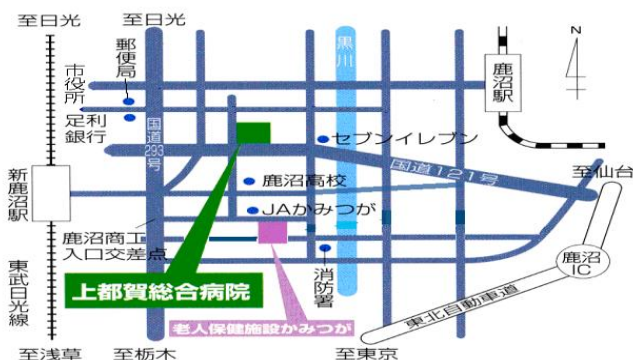 至日光
至日光
郵便局
市役所
足利
銀行
国道
293
号
黒川
鹿沼駅
N
セブンイレブン
国道121号
至仙台
鹿沼高校
JAかみつが
新鹿沼駅
鹿沼商工
入口交差点
消防署
鹿沼
IC
東武日光線
上都賀総合病院
老人保健施設かみつが
東北自動車道
至浅草
至栃木
至東京